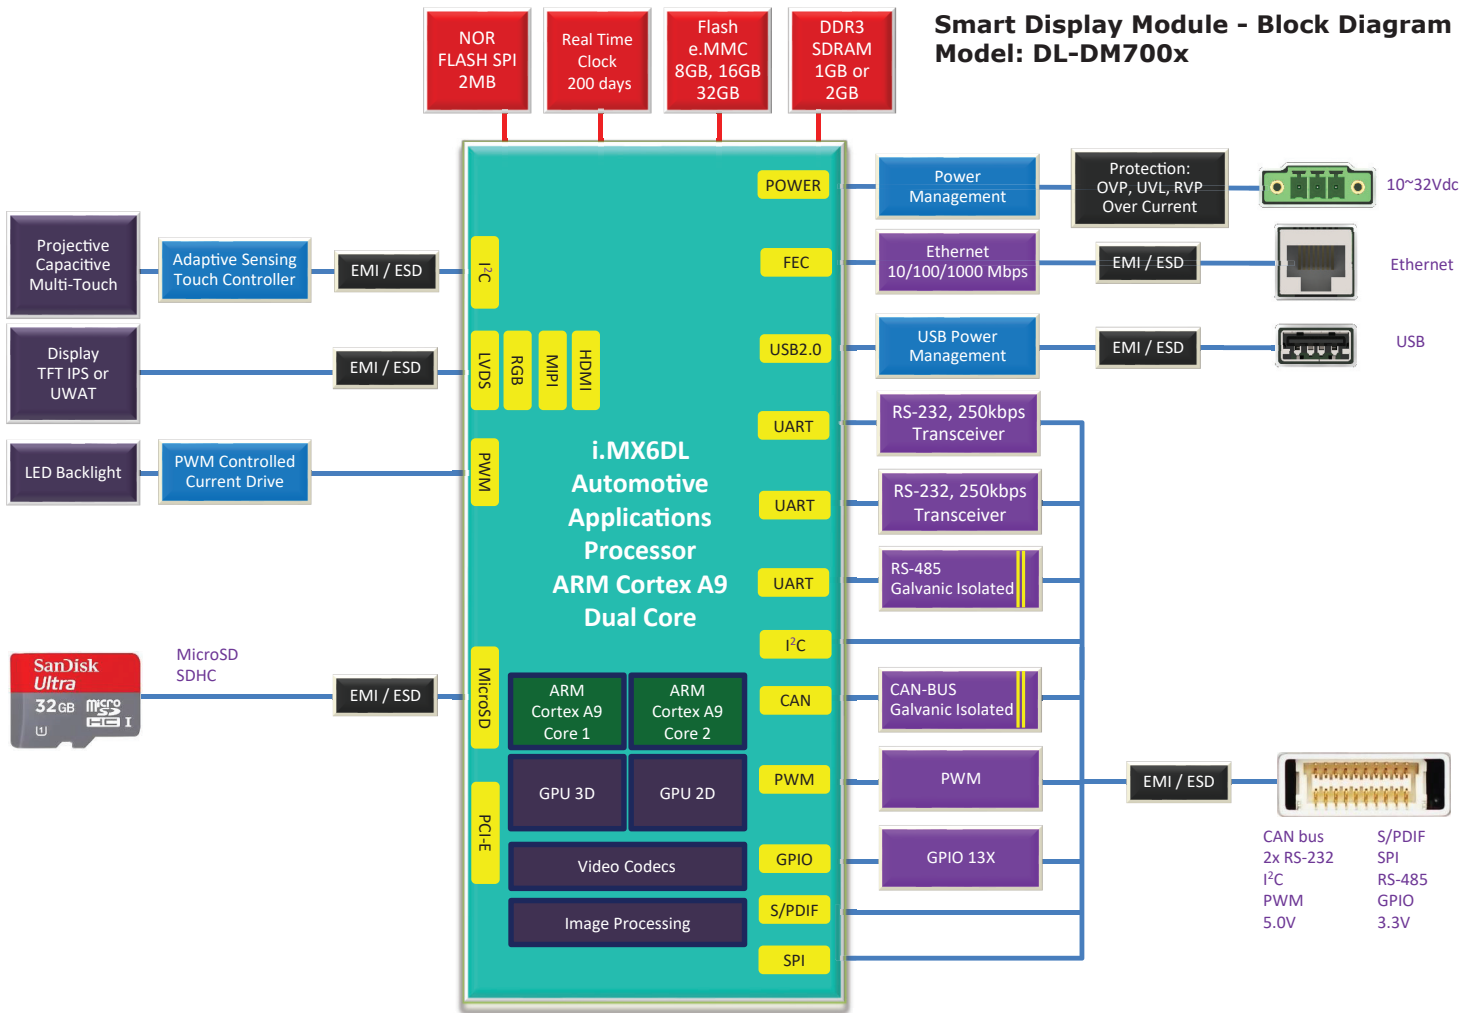 Smart Display Module - Block Diagram
Model: DL-DM700x
NOR
FLASH SPI
2MB
Real Time
Clock
200 days
Flash
e.MMC
8GB, 16GB
32GB
DDR3
SDRAM
1GB or
2GB
POWER
Power
Management
Protection:
OVP, UVL, RVP
Over Current
10~32Vdc
Projective
Capacitive
Multi-Touch
Adaptive Sensing
Touch Controller
EMI / ESD
I²C
FEC
Ethernet
10/100/1000 Mbps
EMI / ESD
Ethernet
Display
TFT IPS or
UWAT
EMI / ESD
LVDS
RGB
MIPI
HDMI
USB2.0
USB Power
Management
EMI / ESD
USB
LED Backlight
PWM Controlled
Current Drive
PWM
i.MX6DL
Automotive
Applications
Processor
ARM Cortex A9
Dual Core
UART
RS-232, 250kbps
Transceiver
UART
RS-232, 250kbps
Transceiver
UART
RS-485
Galvanic Isolated
I²C
SanDisk
Ultra
32GB
micro
SD
HC I
1
MicroSD
SDHC
EMI / ESD
MicroSD
ARM
Cortex A9
Core 1
ARM
Cortex A9
Core 2
CAN
CAN-BUS
Galvanic Isolated
PCI-E
GPU 3D
GPU 2D
PWM
PWM
EMI / ESD
Video Codecs
GPIO
GPIO 13X
Image Processing
S/PDIF
SPI
CAN bus
2x RS-232
I²C
PWM
5.0V
S/PDIF
SPI
RS-485
GPIO
3.3V